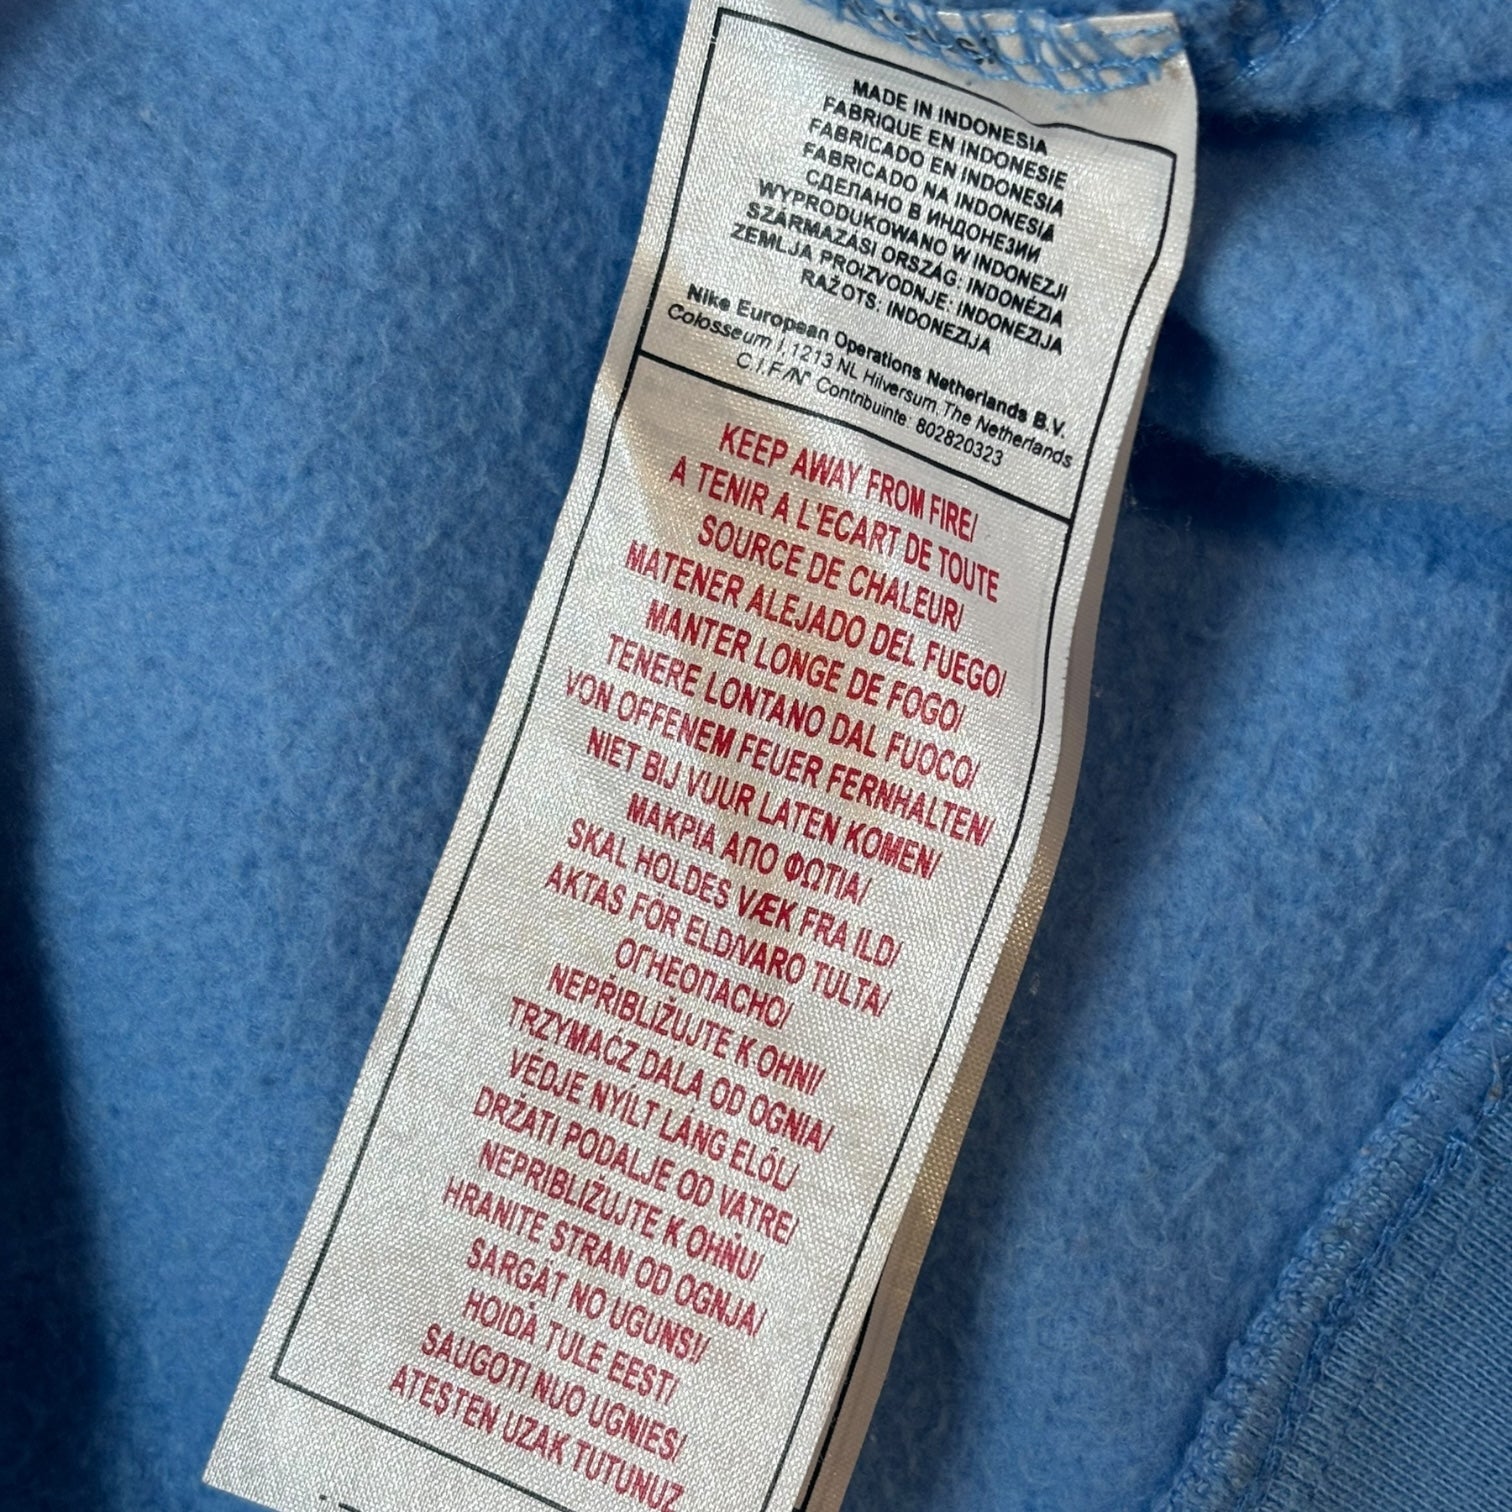 MADE IN INDONESIA
FABRIQUE EN INDONESIE
FABRICADO EN INDONESIA
FABRICADO NA INDONESIA
СДЕЛАНО В ИНДОНЕЗИИ
WYPRODUKOWANO W INDONEZJI
SZÁRMAZÁSI ORSZÁG: INDONÉZIA
ZEMLJA PROIZVODNJE: INDONEZIJA
RAŽOTS: INDONEZIJA
Nike European Operations Netherlands B.V.
Colosseum I, 1213 NL Hilversum, The Netherlands
C.I.F./N° Contribuinte: 802820323
KEEP AWAY FROM FIRE/
A TENIR A L'ECART DE TOUTE
SOURCE DE CHALEUR/
MATENER ALEJADO DEL FUEGO/
MANTER LONGE DE FOGO/
TENERE LONTANO DAL FUOCO/
VON OFFENEM FEUER FERNHALTEN/
NIET BIJ VUUR LATEN KOMEN/
ΜΑΚΡΙΑ ΑΠΟ ΦΩΤΙΑ/
SKAL HOLDES VÆK FRA ILD/
AKTAS FÖR ELD/VARO TULTA/
ОГНЕОПАСНО/
NEPŘIBLIŽUJTE K OHNI/
TRZYMAĆZ DALA OD OGNIA/
VÉDJE NYÍLT LÁNG ELŐL/
DRŽATI PODALJE OD VATRE/
NEPRIBLIŽUJTE K OHŇU/
HRANITE STRAN OD OGNJA/
SARGĀT NO UGUNS!/
HOIDA TULE EEST/
SAUGOTI NUO UGNIES/
ATEŞTEN UZAK TUTUNUZ